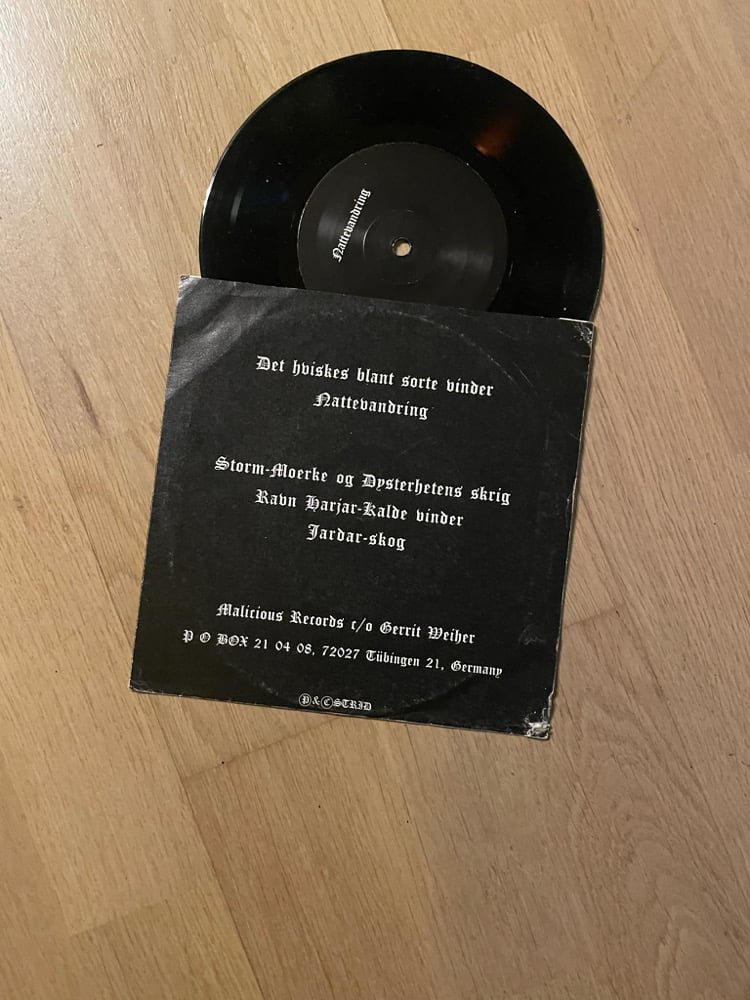 Nattevandring
Det hviskes blant sorte vinder
Nattevandring
Storm-Moerke og Dysterhetens skrig
Ravn Harjar-Kalde vinder
Jardar-skog
Malicious Records c/o Gerrit Weiher
P O BOX 21 04 08, 72027 Tübingen 21, Germany
Ⓟ&ⒸSTRID